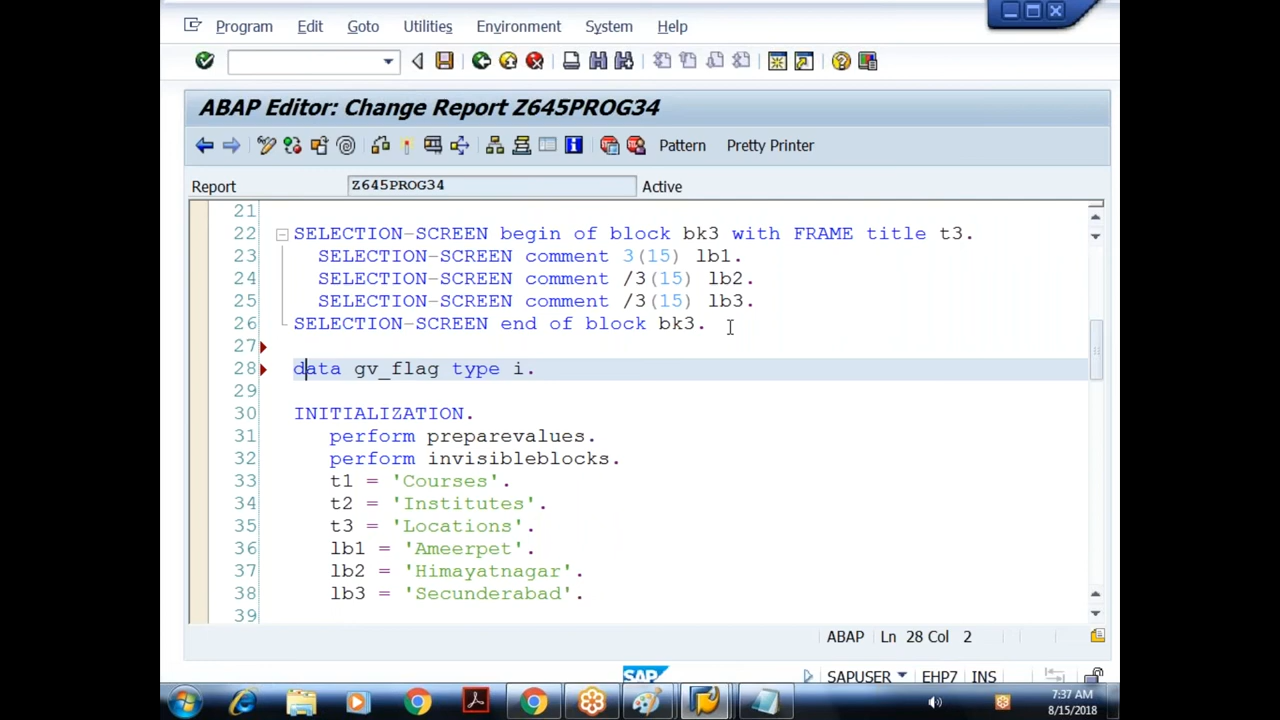 Program Edit Goto Utilities Environment System Help
ABAP Editor: Change Report Z645PROG34
Pattern Pretty Printer
Report Z645PROG34 Active
21
22 SELECTION-SCREEN begin of block bk3 with FRAME title t3.
23 SELECTION-SCREEN comment 3(15) lb1.
24 SELECTION-SCREEN comment /3(15) lb2.
25 SELECTION-SCREEN comment /3(15) lb3.
26 SELECTION-SCREEN end of block bk3.
27
28 data gv_flag type i.
29
30 INITIALIZATION.
31 perform preparevalues.
32 perform invisibleblocks.
33 t1 = 'Courses'.
34 t2 = 'Institutes'.
35 t3 = 'Locations'.
36 lb1 = 'Ameerpet'.
37 lb2 = 'Himayatnagar'.
38 lb3 = 'Secunderabad'.
39
ABAP Ln 28 Col 2
SAP SAPUSER EHP7 INS
7:37 AM
8/15/2018